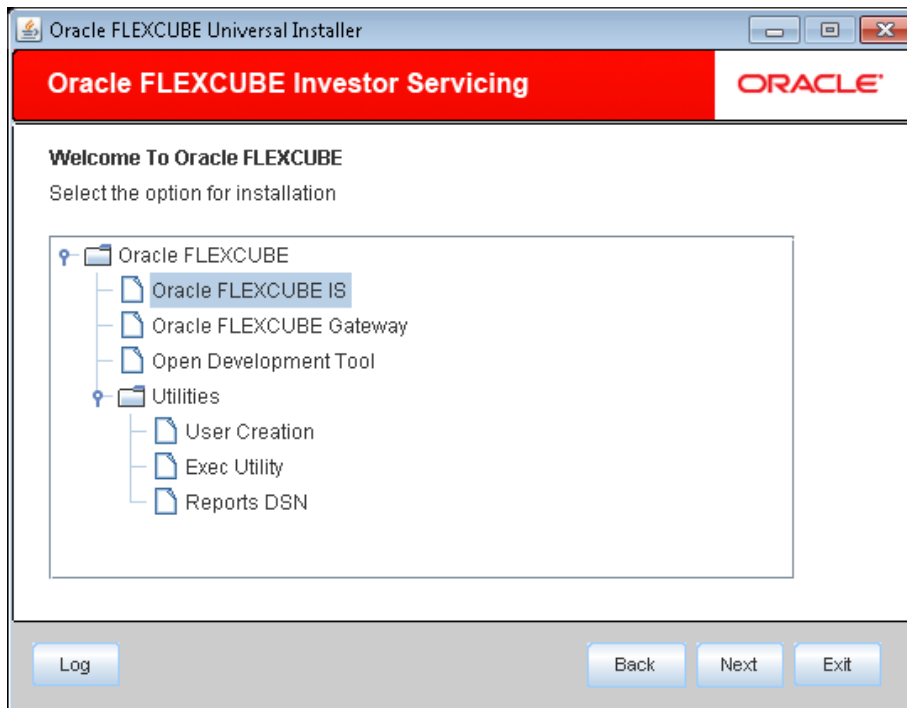 Oracle FLEXCUBE Universal Installer
Oracle FLEXCUBE Investor Servicing
ORACLE
Welcome To Oracle FLEXCUBE
Select the option for installation
Oracle FLEXCUBE
Oracle FLEXCUBE IS
Oracle FLEXCUBE Gateway
Open Development Tool
Utilities
User Creation
Exec Utility
Reports DSN
Log Back Next Exit